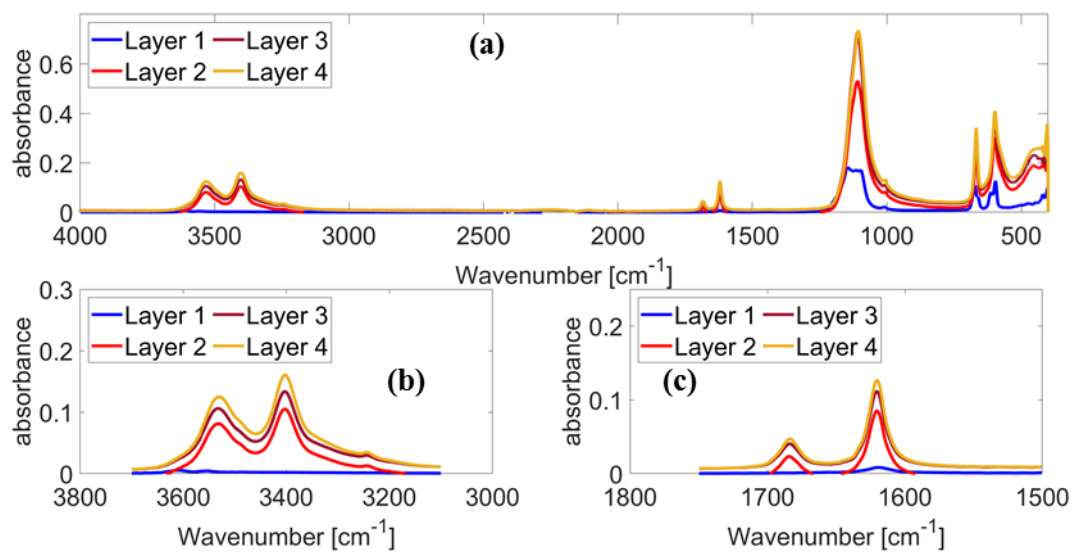 Layer 1 Layer 3
Layer 2 Layer 4
(a)
absorbance
0.6
0.4
0.2
0
4000 3500 3000 2500 2000 1500 1000 500
Wavenumber [cm⁻¹]
Layer 1 Layer 3
Layer 2 Layer 4
(b)
absorbance
0.3
0.2
0.1
0
3800 3600 3400 3200 3000
Wavenumber [cm⁻¹]
Layer 1 Layer 3
Layer 2 Layer 4
(c)
absorbance
0.2
0.1
0
1800 1700 1600 1500
Wavenumber [cm⁻¹]